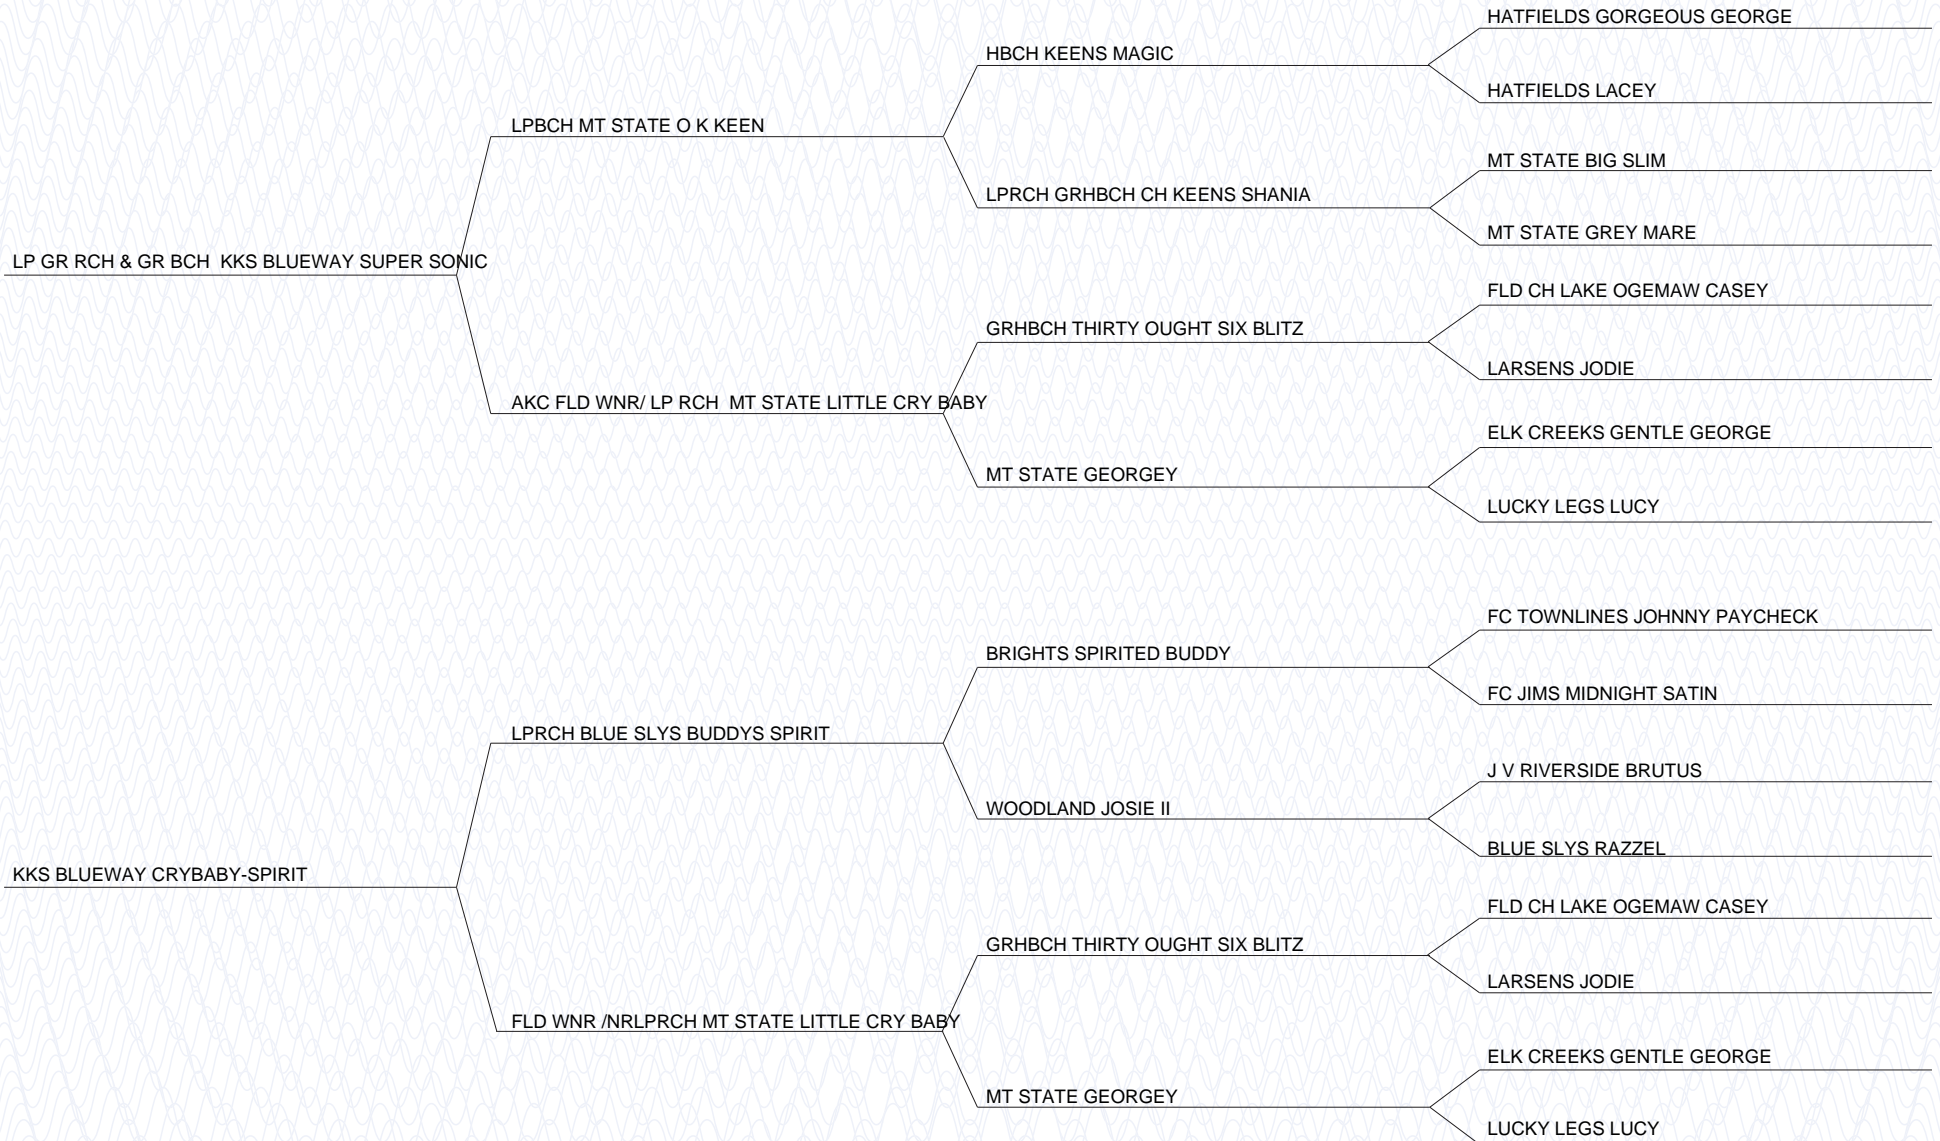 HATFIELDS GORGEOUS GEORGE
HBCH KEENS MAGIC
HATFIELDS LACEY
LPBCH MT STATE O K KEEN
MT STATE BIG SLIM
LPRCH GRHBCH CH KEENS SHANIA
MT STATE GREY MARE
LP GR RCH & GR BCH  KKS BLUEWAY SUPER SONIC
FLD CH LAKE OGEMAW CASEY
GRHBCH THIRTY OUGHT SIX BLITZ
LARSENS JODIE
AKC FLD WNR/ LP RCH  MT STATE LITTLE CRY BABY
ELK CREEKS GENTLE GEORGE
MT STATE GEORGEY
LUCKY LEGS LUCY
FC TOWNLINES JOHNNY PAYCHECK
BRIGHTS SPIRITED BUDDY
FC JIMS MIDNIGHT SATIN
LPRCH BLUE SLYS BUDDYS SPIRIT
J V RIVERSIDE BRUTUS
WOODLAND JOSIE II
BLUE SLYS RAZZEL
KKS BLUEWAY CRYBABY-SPIRIT
FLD CH LAKE OGEMAW CASEY
GRHBCH THIRTY OUGHT SIX BLITZ
LARSENS JODIE
FLD WNR /NRLPRCH MT STATE LITTLE CRY BABY
ELK CREEKS GENTLE GEORGE
MT STATE GEORGEY
LUCKY LEGS LUCY